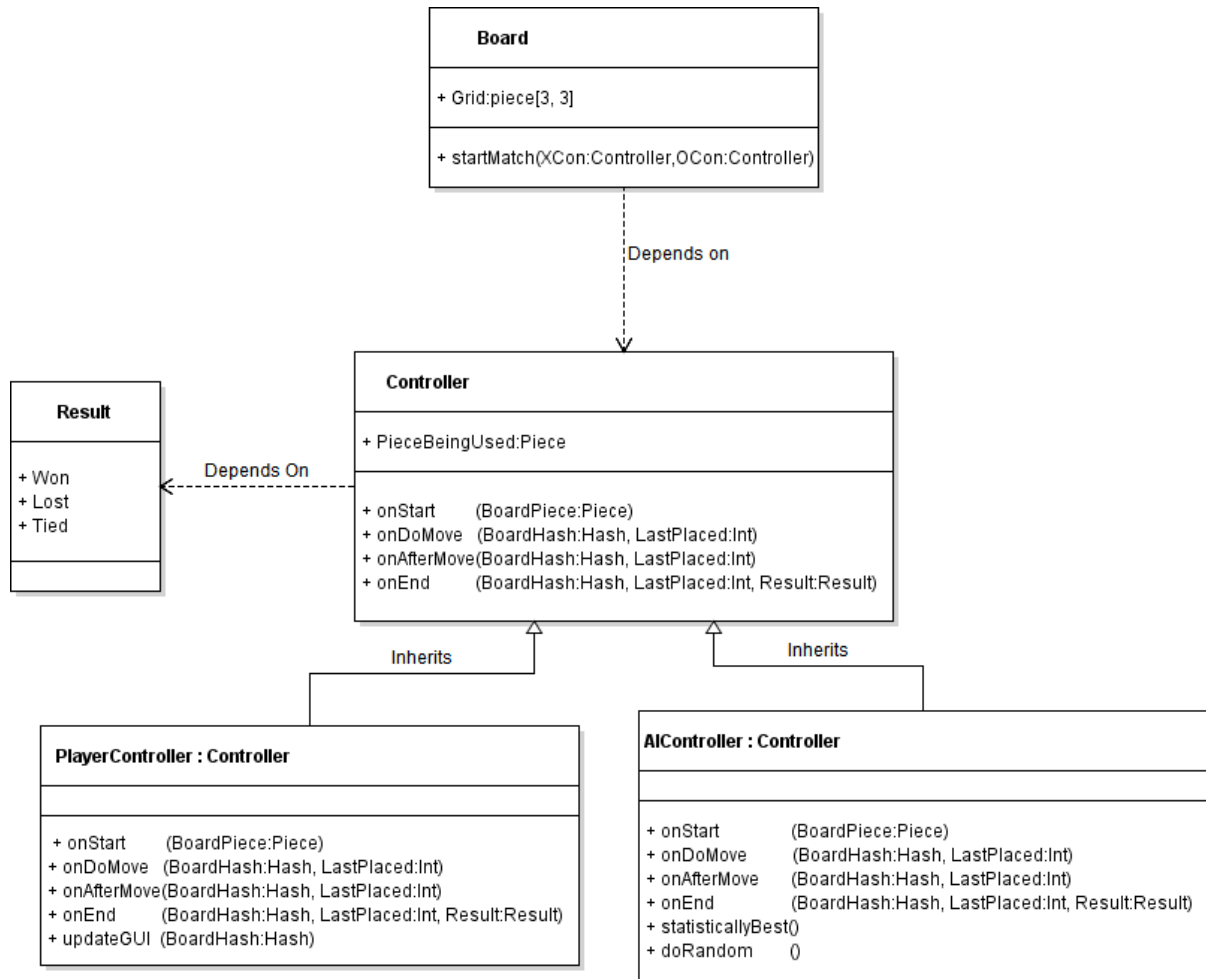 Board
+ Grid:piece[3, 3]
+ startMatch(XCon:Controller,OCon:Controller)
Depends on
Controller
+ PieceBeingUsed:Piece
+ onStart (BoardPiece:Piece)
+ onDoMove (BoardHash:Hash, LastPlaced:Int)
+ onAfterMove(BoardHash:Hash, LastPlaced:Int)
+ onEnd (BoardHash:Hash, LastPlaced:Int, Result:Result)
Result
+ Won
+ Lost
+ Tied
Depends On
Inherits
Inherits
PlayerController : Controller
+ onStart (BoardPiece:Piece)
+ onDoMove (BoardHash:Hash, LastPlaced:Int)
+ onAfterMove(BoardHash:Hash, LastPlaced:Int)
+ onEnd (BoardHash:Hash, LastPlaced:Int, Result:Result)
+ updateGUI (BoardHash:Hash)
AIController : Controller
+ onStart (BoardPiece:Piece)
+ onDoMove (BoardHash:Hash, LastPlaced:Int)
+ onAfterMove (BoardHash:Hash, LastPlaced:Int)
+ onEnd (BoardHash:Hash, LastPlaced:Int, Result:Result)
+ statisticallyBest()
+ doRandom ()